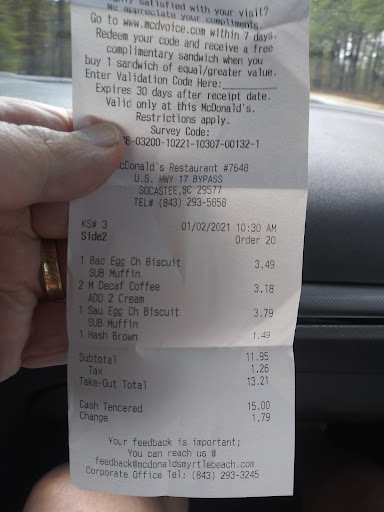 satisfied with your visit?
We appreciate your compliments.
Go to www.mcdvoice.com within 7 days.
Redeem your code and receive a free
complimentary sandwich when you
buy 1 sandwich of equal/greater value.
Enter Validation Code Here:
Expires 30 days after receipt date.
Valid only at this McDonald's.
Restrictions apply.
Survey Code:
-03200-10221-10307-00132-1
McDonald's Restaurant #7648
U.S. HWY 17 BYPASS
SOCASTEE,SC 29577
TEL# (843) 293-5658
KS# 3 01/02/2021 10:30 AM
Side2 Order 20
1 Bac Egg Ch Biscuit 3.49
SUB Muffin
2 M Decaf Coffee 3.18
ADD 2 Cream
1 Sau Egg Ch Biscuit 3.79
SUB Muffin
1 Hash Brown 1.49
Subtotal 11.95
Tax 1.26
Take-Out Total 13.21
Cash Tendered 15.00
Change 1.79
Your feedback is important;
You can reach us @
feedback@mcdonaldsmyrtlebeach.com
Corporate Office Tel: (843) 293-3245